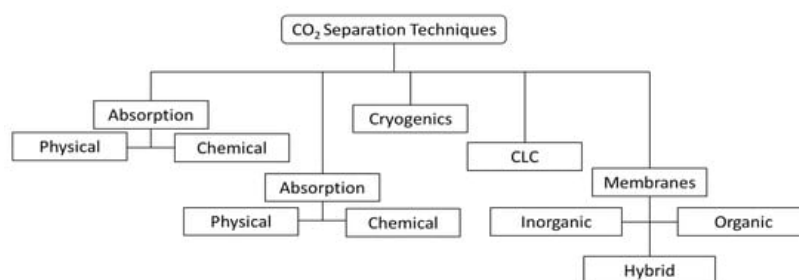 CO₂ Separation Techniques
Absorption
Physical
Chemical
Absorption
Physical
Chemical
Cryogenics
CLC
Membranes
Inorganic
Organic
Hybrid